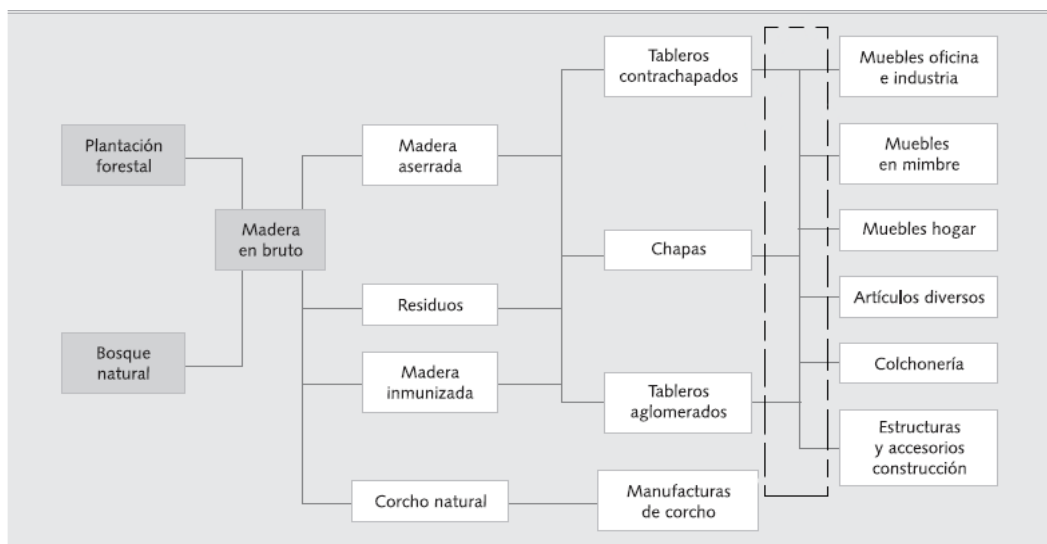 Plantación
forestal
Bosque
natural
Madera
en bruto
Madera
aserrada
Residuos
Madera
inmunizada
Corcho natural
Tableros
contrachapados
Chapas
Tableros
aglomerados
Manufacturas
de corcho
Muebles oficina
e industria
Muebles
en mimbre
Muebles hogar
Artículos diversos
Colchonería
Estructuras
y accesorios
construcción